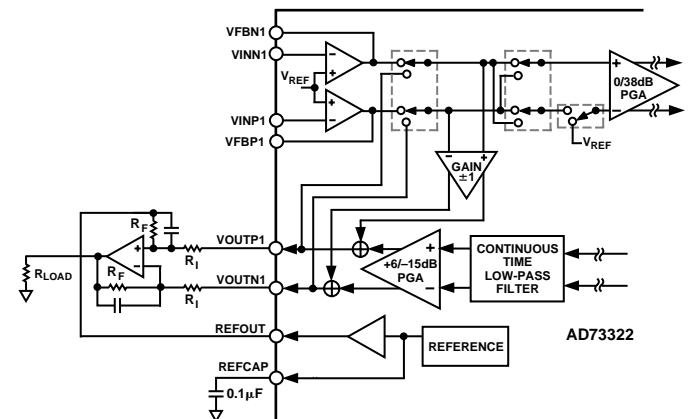 VFBN1
VINN1
VREF
VINP1
VFBP1
0/38dB
PGA
VREF
GAIN
±1
RF
VOUTP1
RI
RLOAD
RF
VOUTN1
RI
+6/–15dB
PGA
CONTINUOUS
TIME
LOW-PASS
FILTER
REFOUT
AD73322
REFERENCE
REFCAP
0.1μF